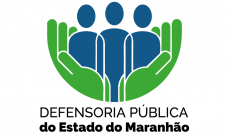 DEFENSORIA PÚBLICA
do Estado do Maranhão